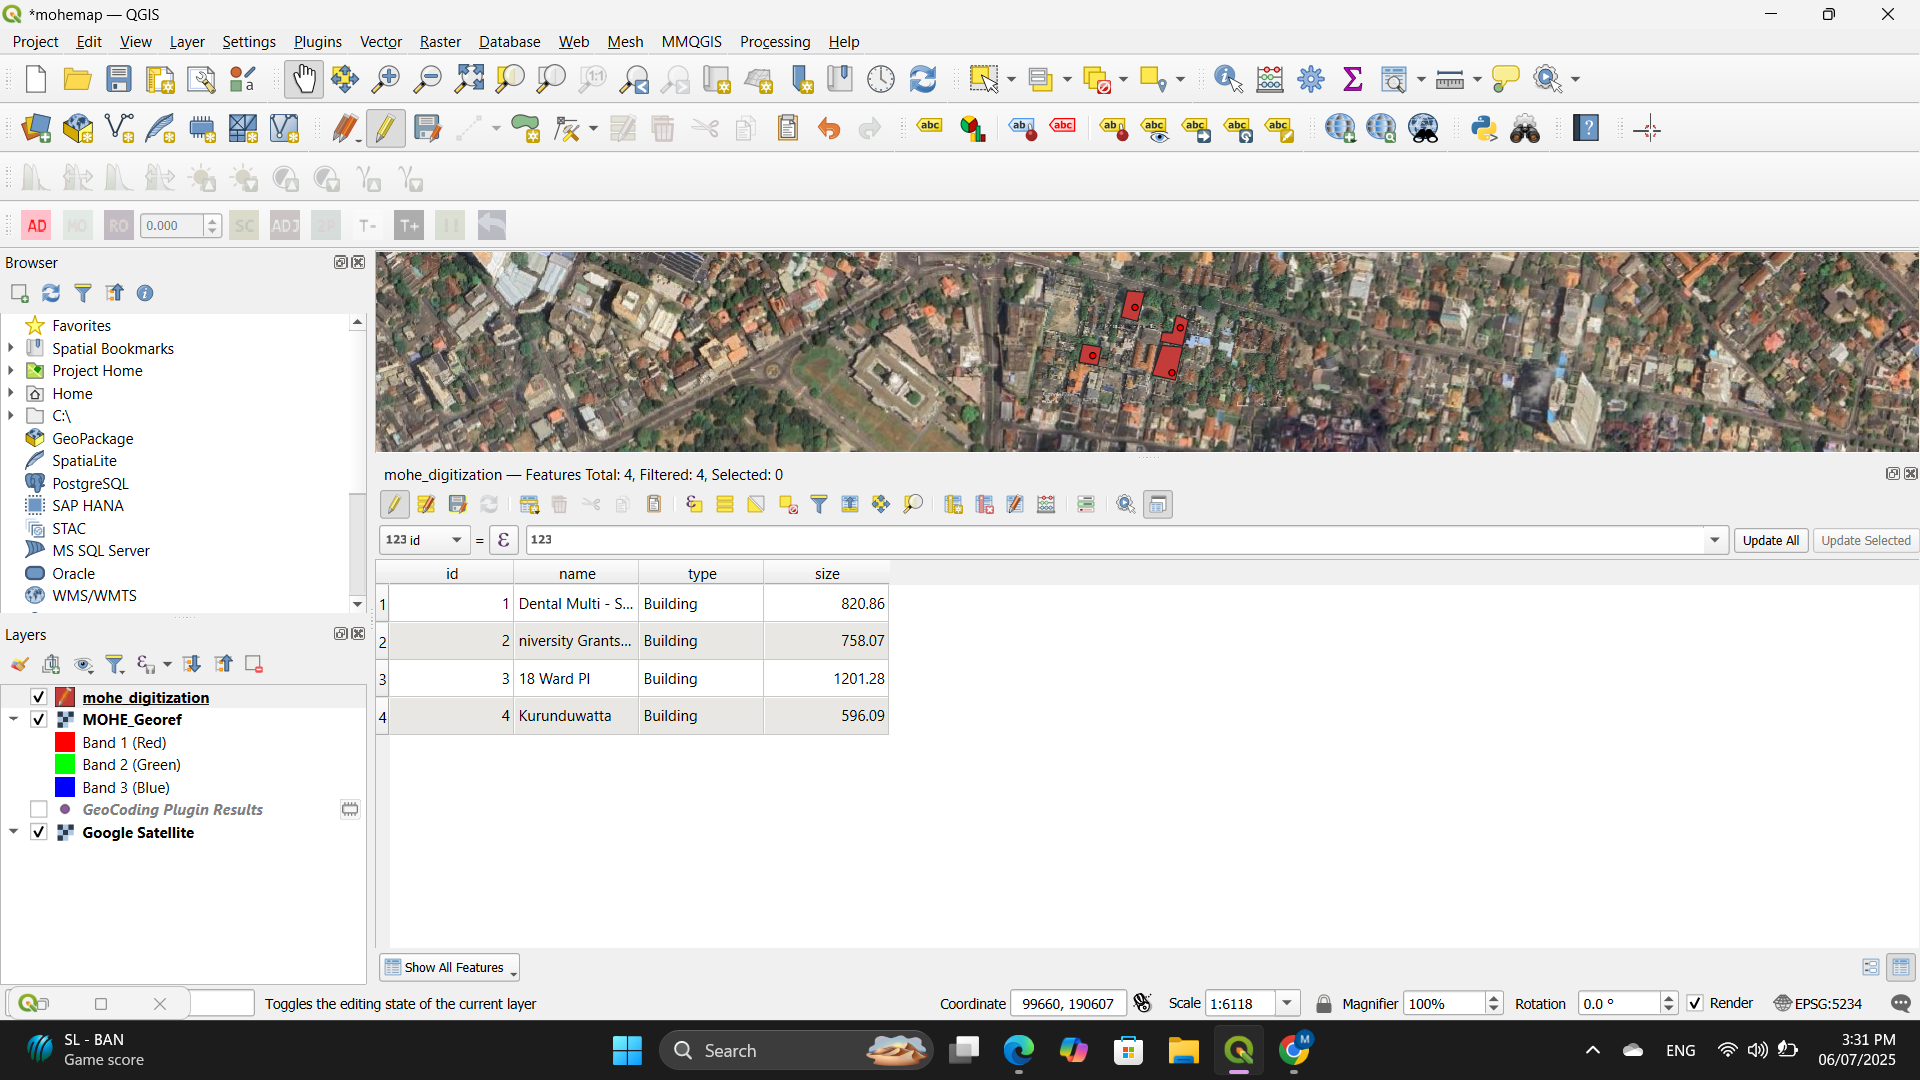 *mohemap — QGIS
Project Edit View Layer Settings Plugins Vector Raster Database Web Mesh MMQGIS Processing Help
AD MO RO 0.000 SC ADJ 2P T- T+
Browser
Favorites
Spatial Bookmarks
Project Home
Home
C:\
GeoPackage
SpatiaLite
PostgreSQL
SAP HANA
STAC
MS SQL Server
Oracle
WMS/WMTS
Layers
mohe_digitization
MOHE_Georef
Band 1 (Red)
Band 2 (Green)
Band 3 (Blue)
GeoCoding Plugin Results
Google Satellite
mohe_digitization — Features Total: 4, Filtered: 4, Selected: 0
123 id = ε 123 Update All Update Selected
id name type size
1 1 Dental Multi - S... Building 820.86
2 2 niversity Grants... Building 758.07
3 3 18 Ward Pl Building 1201.28
4 4 Kurunduwatta Building 596.09
Show All Features
Toggles the editing state of the current layer Coordinate 99660, 190607 Scale 1:6118 Magnifier 100% Rotation 0.0 ° Render EPSG:5234
SL - BAN
Game score
Search
ENG
3:31 PM
06/07/2025